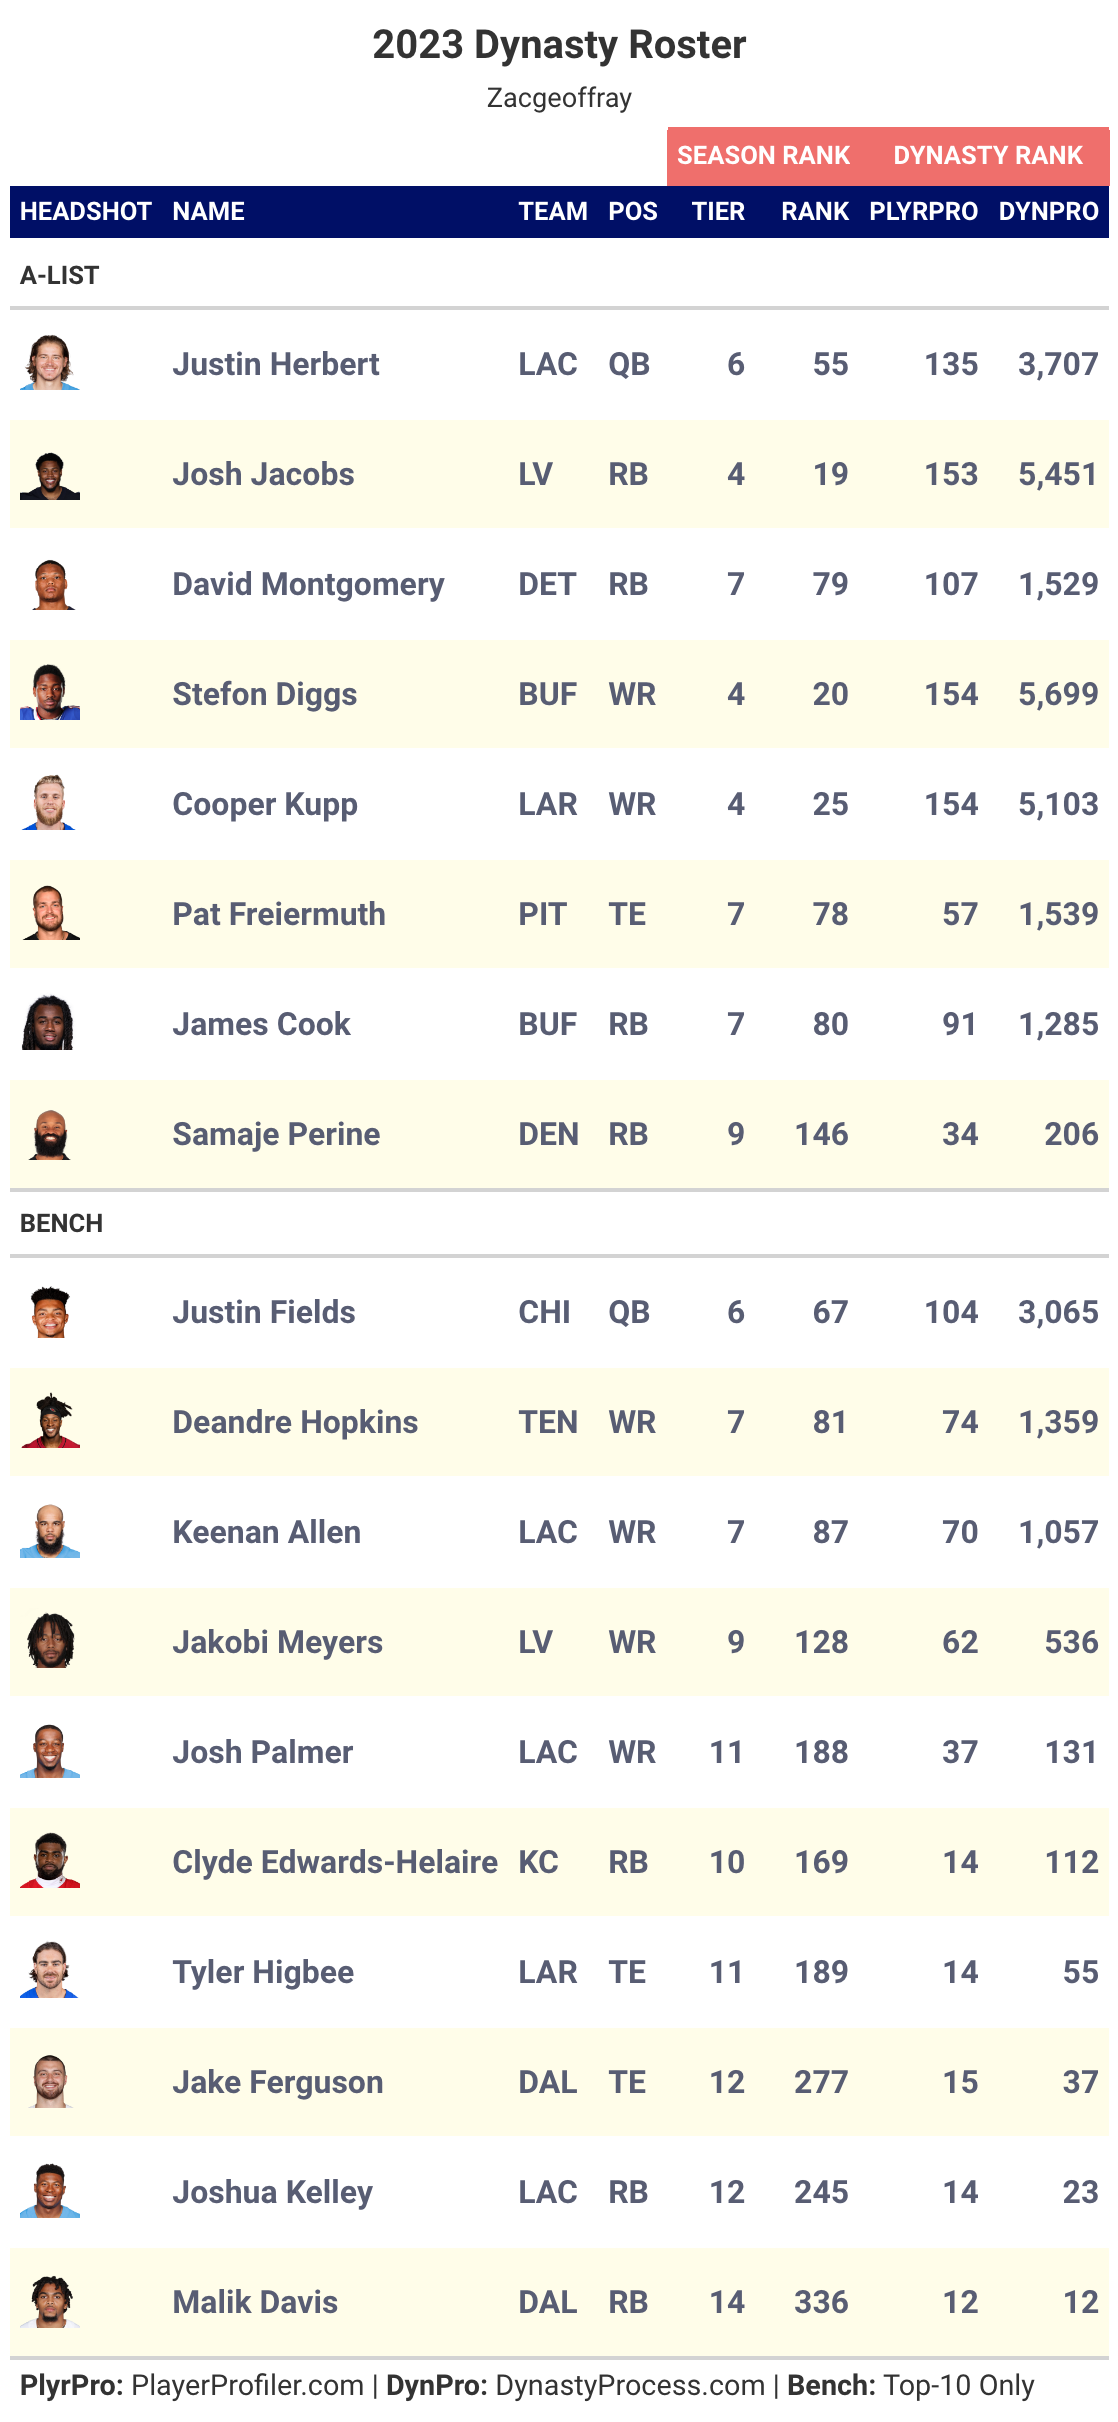 2023 Dynasty Roster
Zacgeoffray
SEASON RANK DYNASTY RANK
HEADSHOT NAME TEAM POS TIER RANK PLYRPRO DYNPRO
A-LIST
Justin Herbert LAC QB 6 55 135 3,707
Josh Jacobs LV RB 4 19 153 5,451
David Montgomery DET RB 7 79 107 1,529
Stefon Diggs BUF WR 4 20 154 5,699
Cooper Kupp LAR WR 4 25 154 5,103
Pat Freiermuth PIT TE 7 78 57 1,539
James Cook BUF RB 7 80 91 1,285
Samaje Perine DEN RB 9 146 34 206
BENCH
Justin Fields CHI QB 6 67 104 3,065
Deandre Hopkins TEN WR 7 81 74 1,359
Keenan Allen LAC WR 7 87 70 1,057
Jakobi Meyers LV WR 9 128 62 536
Josh Palmer LAC WR 11 188 37 131
Clyde Edwards-Helaire KC RB 10 169 14 112
Tyler Higbee LAR TE 11 189 14 55
Jake Ferguson DAL TE 12 277 15 37
Joshua Kelley LAC RB 12 245 14 23
Malik Davis DAL RB 14 336 12 12
PlyrPro: PlayerProfiler.com | DynPro: DynastyProcess.com | Bench: Top-10 Only